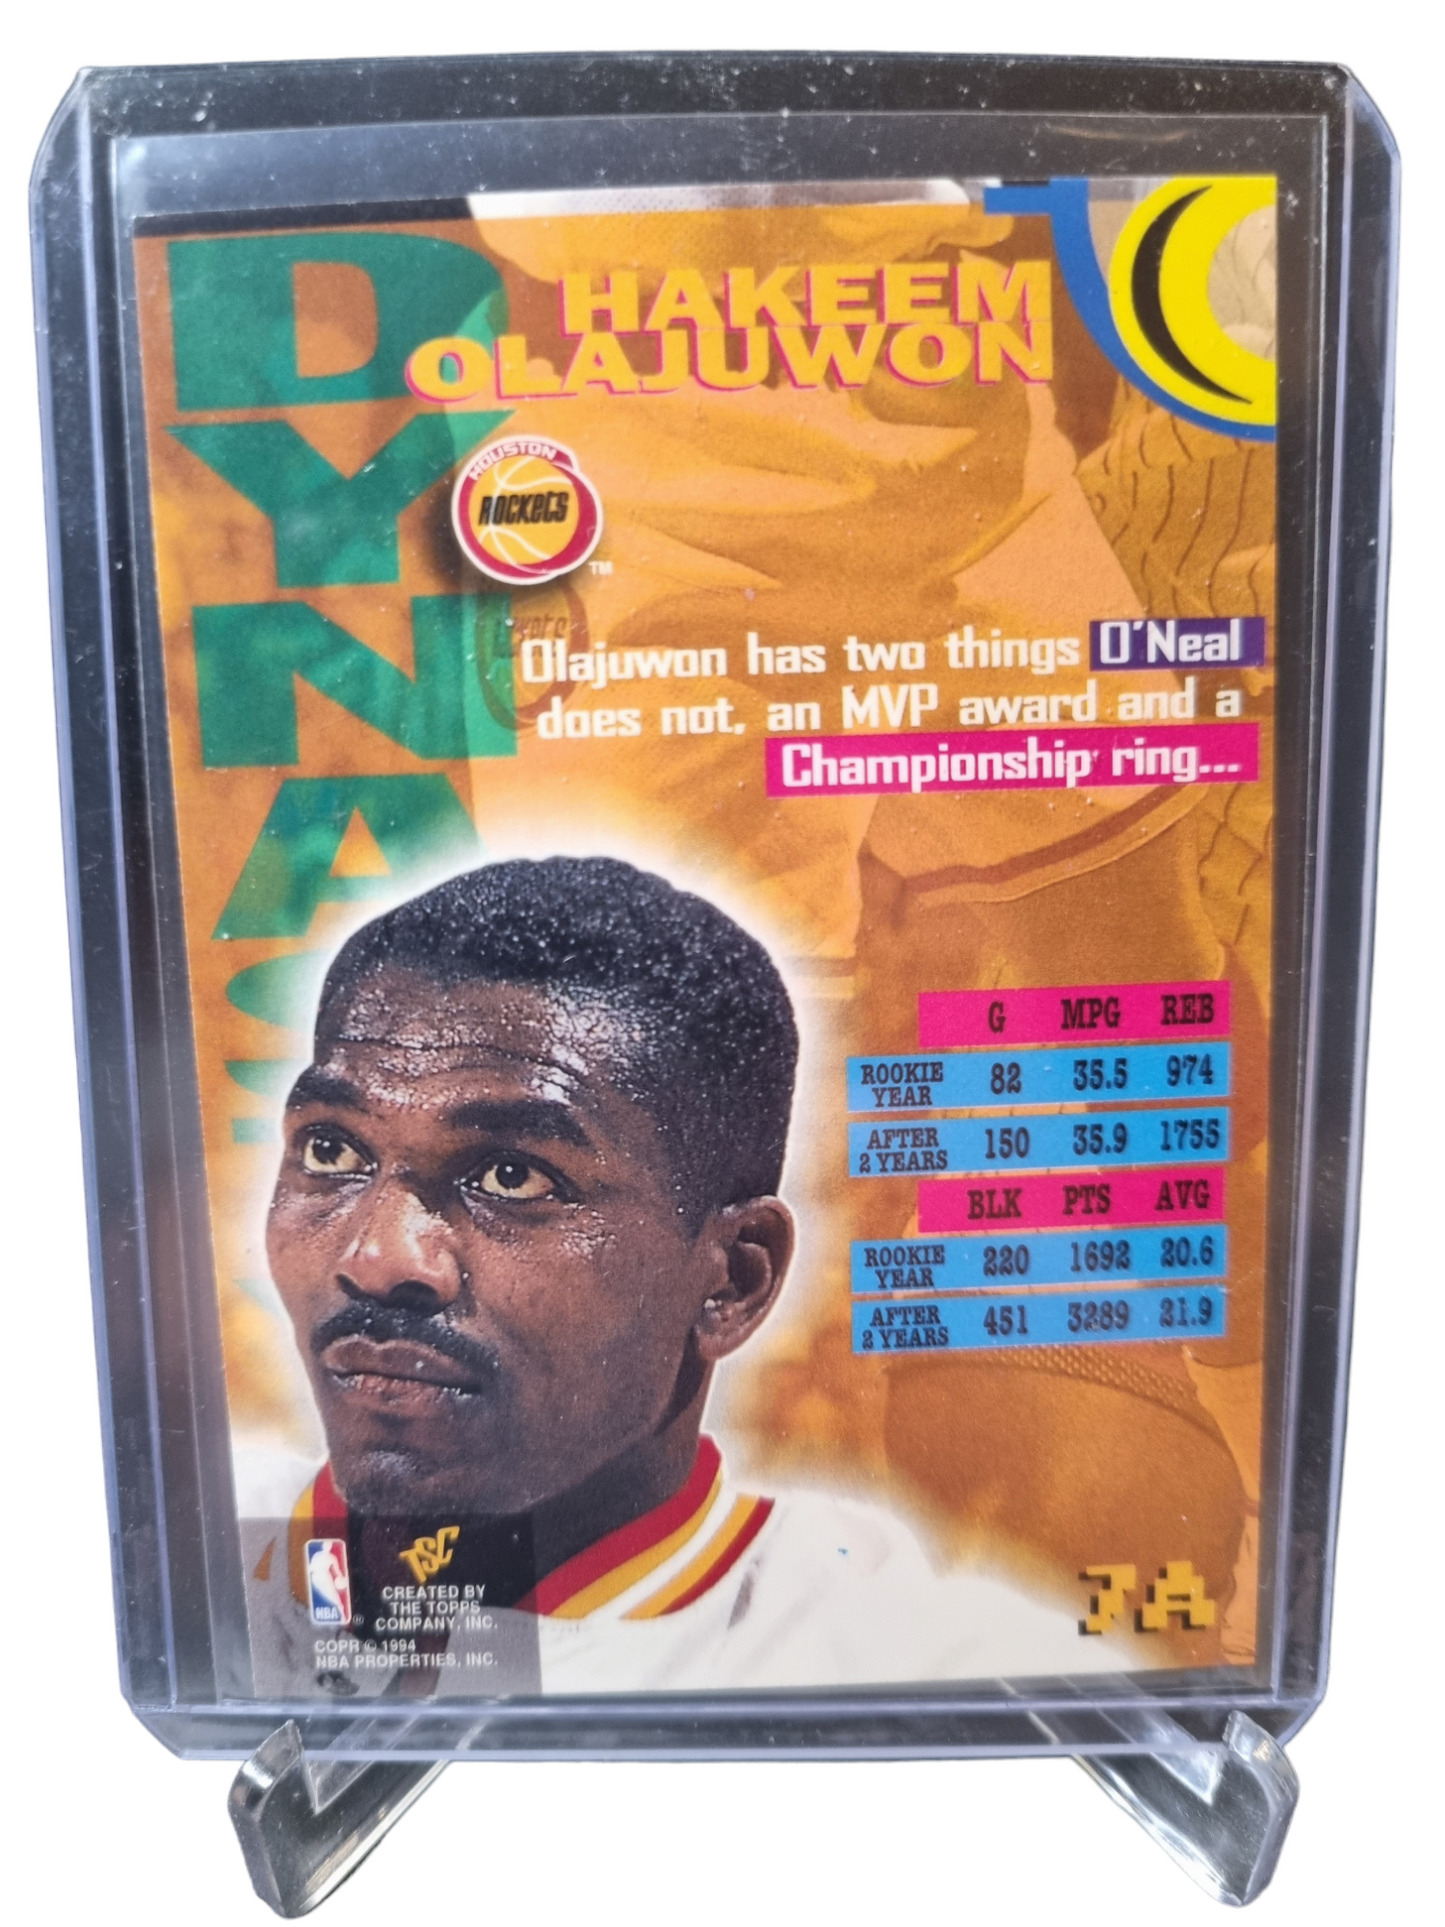 DYNA
HAKEEM
OLAJUWON
HOUSTON
ROCKETS
TM
Olajuwon has two things O'Neal
does not, an MVP award and a
Championship ring...
G MPG REB
ROOKIE YEAR 82 35.5 974
AFTER 2 YEARS 150 35.9 1755
BLK PTS AVG
ROOKIE YEAR 220 1692 20.6
AFTER 2 YEARS 451 3289 21.9
TSC
NBA ®
CREATED BY
THE TOPPS
COMPANY, INC.
COPR © 1994
NBA PROPERTIES, INC.
7A